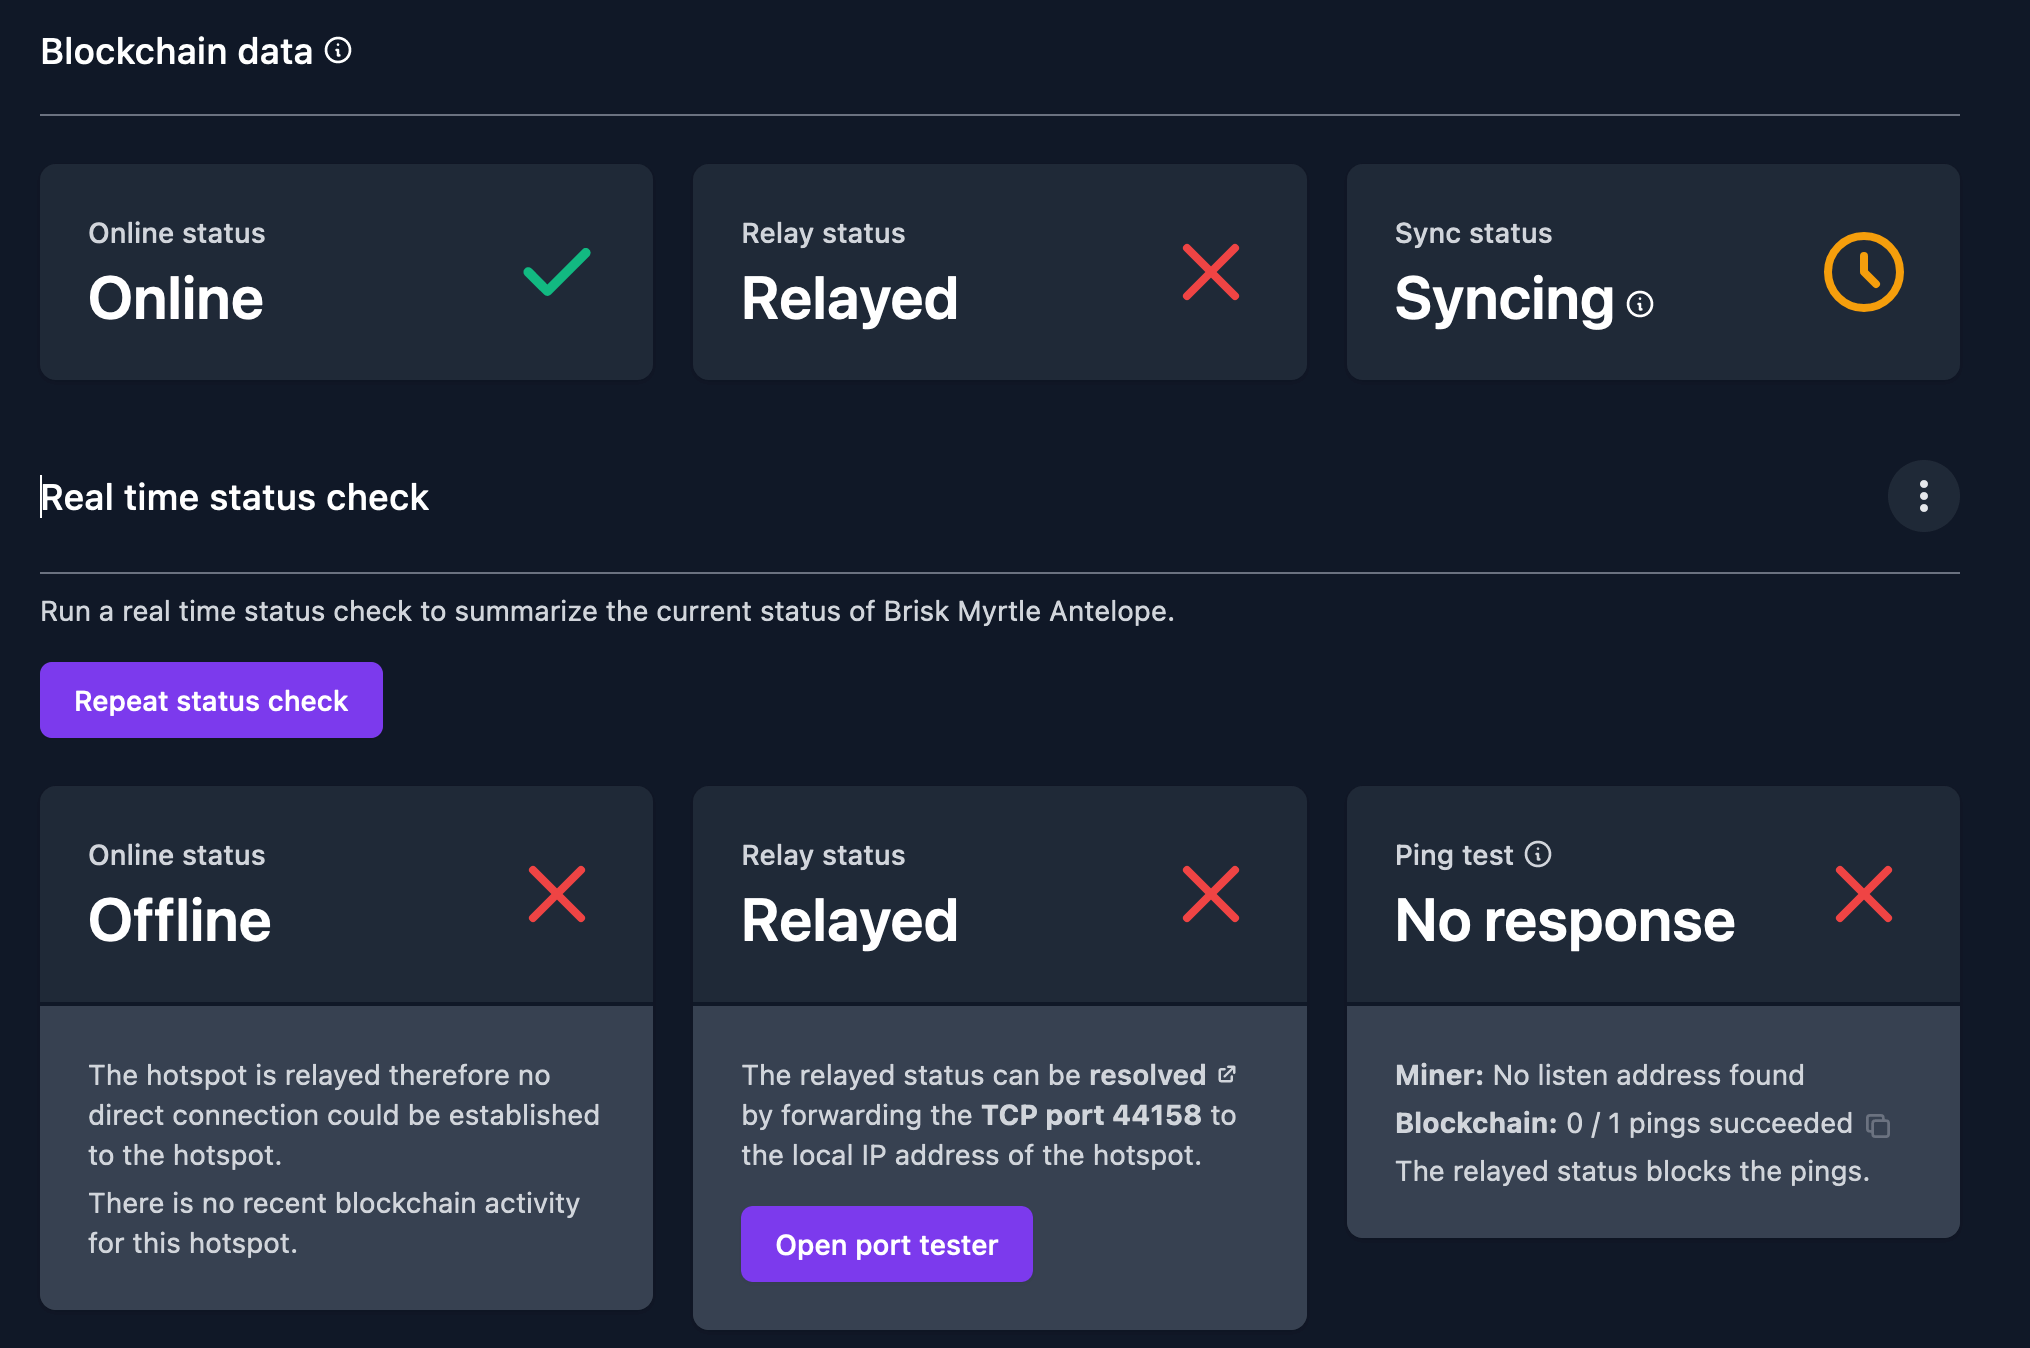 Blockchain data
Online status
Online
Relay status
Relayed
Sync status
Syncing
Real time status check
Run a real time status check to summarize the current status of Brisk Myrtle Antelope.
Repeat status check
Online status
Offline
The hotspot is relayed therefore no
direct connection could be established
to the hotspot.
There is no recent blockchain activity
for this hotspot.
Relay status
Relayed
The relayed status can be resolved
by forwarding the TCP port 44158 to
the local IP address of the hotspot.
Open port tester
Ping test
No response
Miner: No listen address found
Blockchain: 0 / 1 pings succeeded
The relayed status blocks the pings.